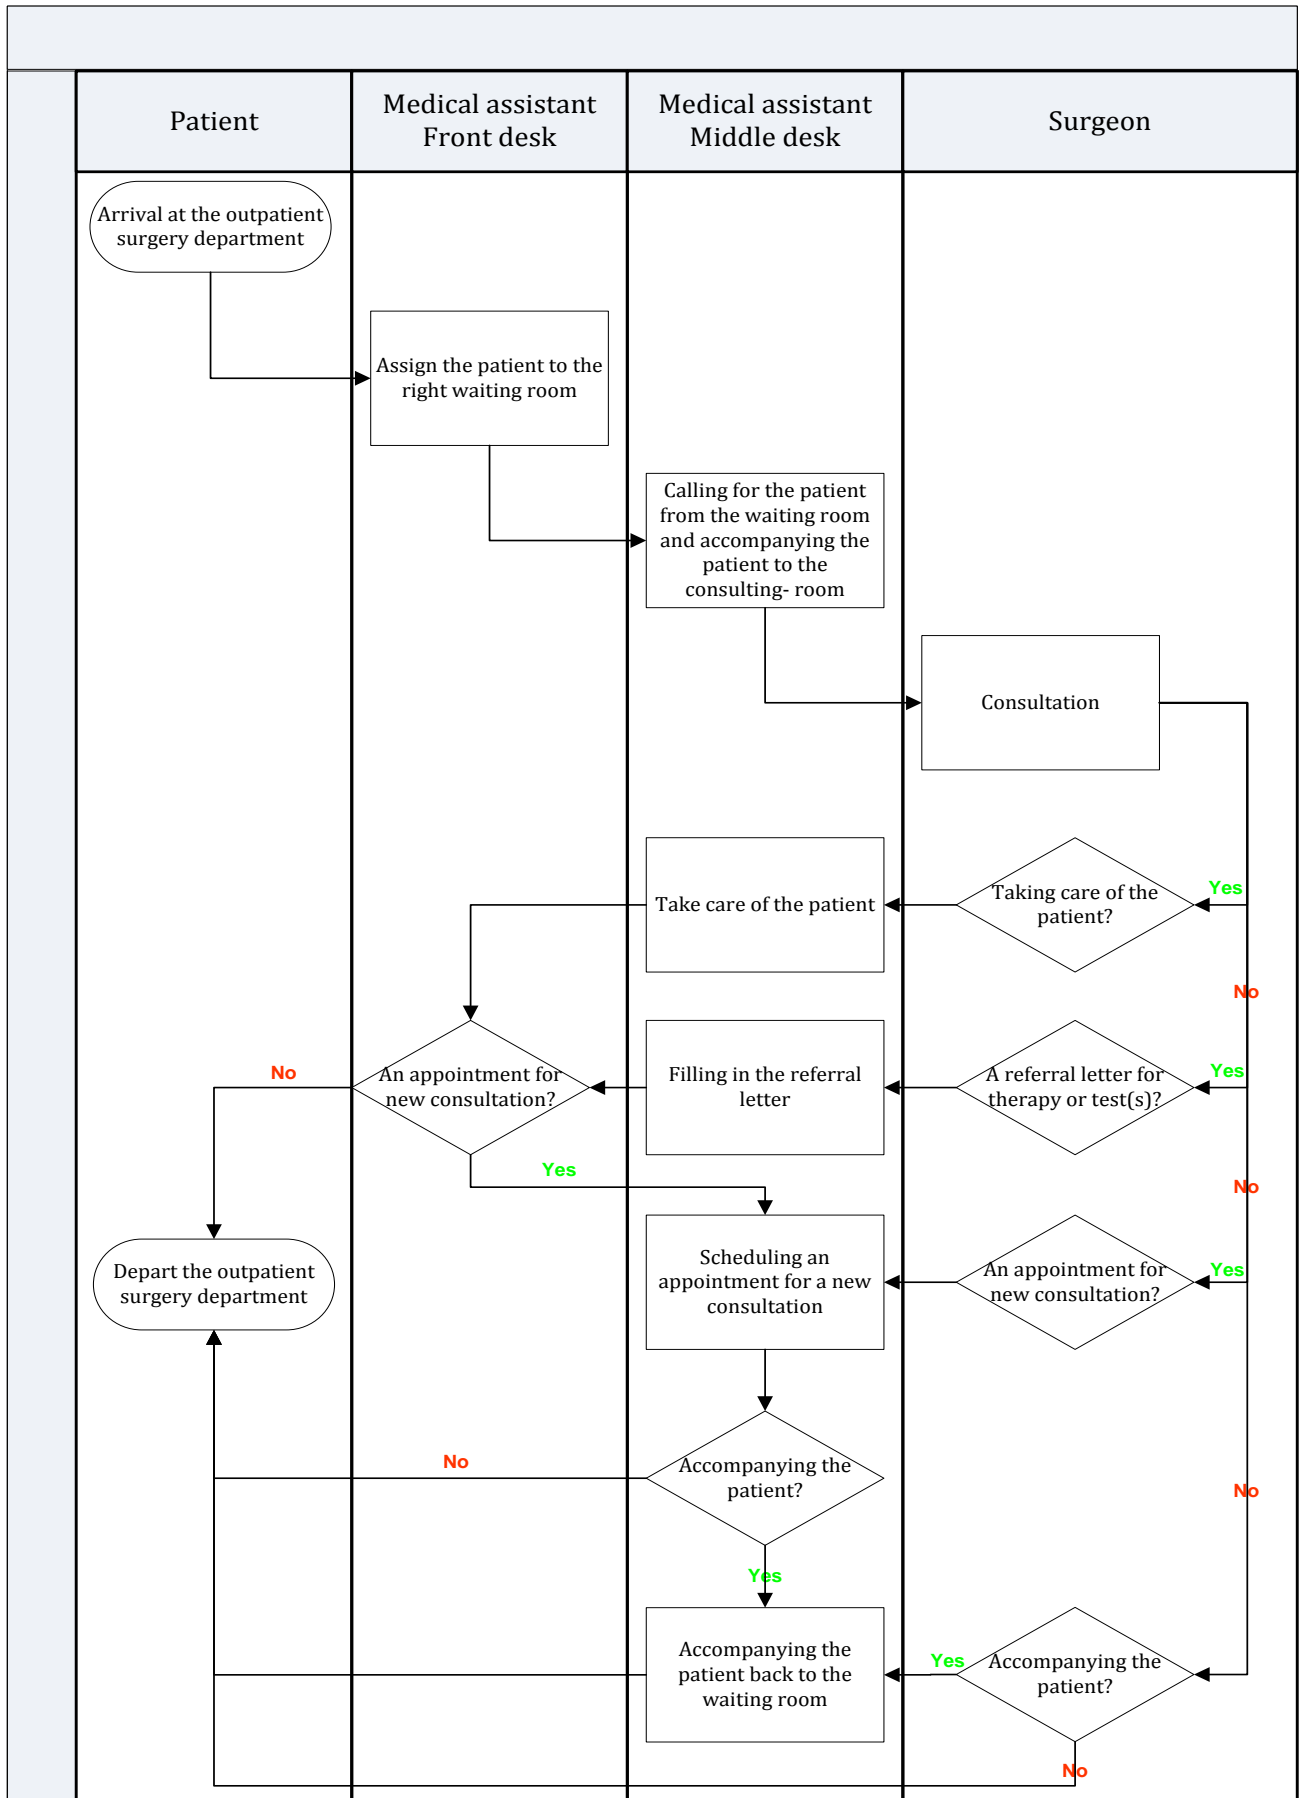 Patient
Medical assistant
Front desk
Medical assistant
Middle desk
Surgeon
Arrival at the outpatient
surgery department
Assign the patient to the
right waiting room
Calling for the patient
from the waiting room
and accompanying the
patient to the
consulting- room
Consultation
Take care of the patient
Taking care of the
patient?
Yes
No
No
An appointment for
new consultation?
Filling in the referral
letter
A referral letter for
therapy or test(s)?
Yes
Yes
No
Depart the outpatient
surgery department
Scheduling an
appointment for a new
consultation
An appointment for
new consultation?
Yes
No
Accompanying the
patient?
No
Yes
Accompanying the
patient back to the
waiting room
Yes
Accompanying the
patient?
No